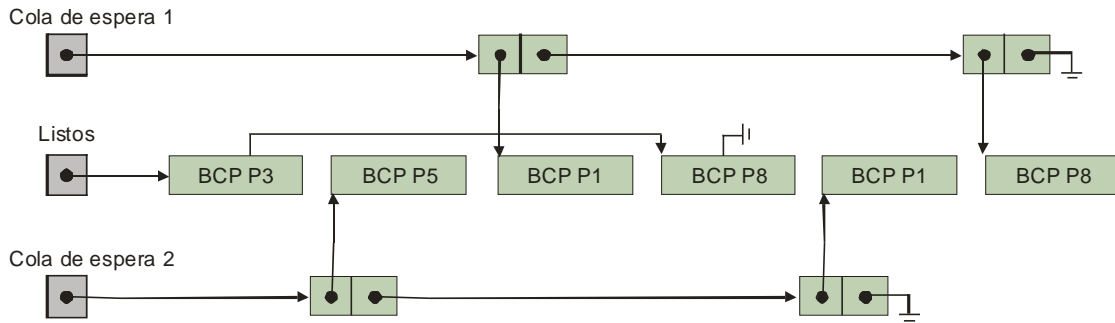 Cola de espera 1
Listos
BCP P3 BCP P5 BCP P1 BCP P8 BCP P1 BCP P8
Cola de espera 2